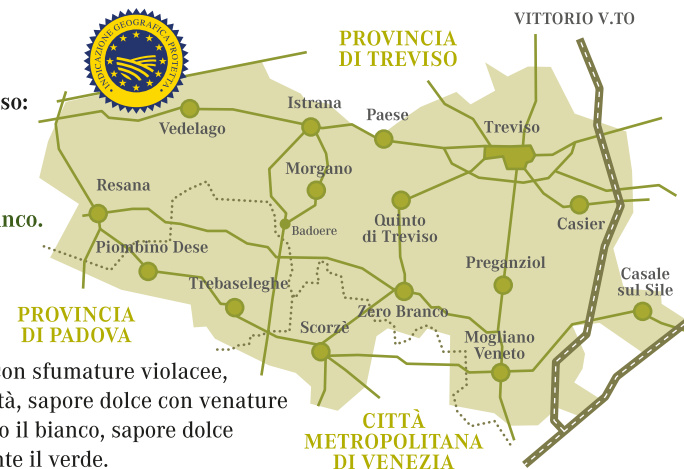 VITTORIO V.TO
INDICAZIONE GEOGRAFICA PROTETTA
PROVINCIA
DI TREVISO
so:
Istrana
Paese
Vedelago
Treviso
Morgano
Resana
Quinto
di Treviso
Casier
nco.
Badoere
Piombino Dese
Preganziol
Casale
sul Sile
Trebaseleghe
Zero Branco
PROVINCIA
DI PADOVA
Scorzè
Mogliano
Veneto
con sfumature violacee,
tà, sapore dolce con venature
o il bianco, sapore dolce
nte il verde.
CITTÀ
METROPOLITANA
DI VENEZIA